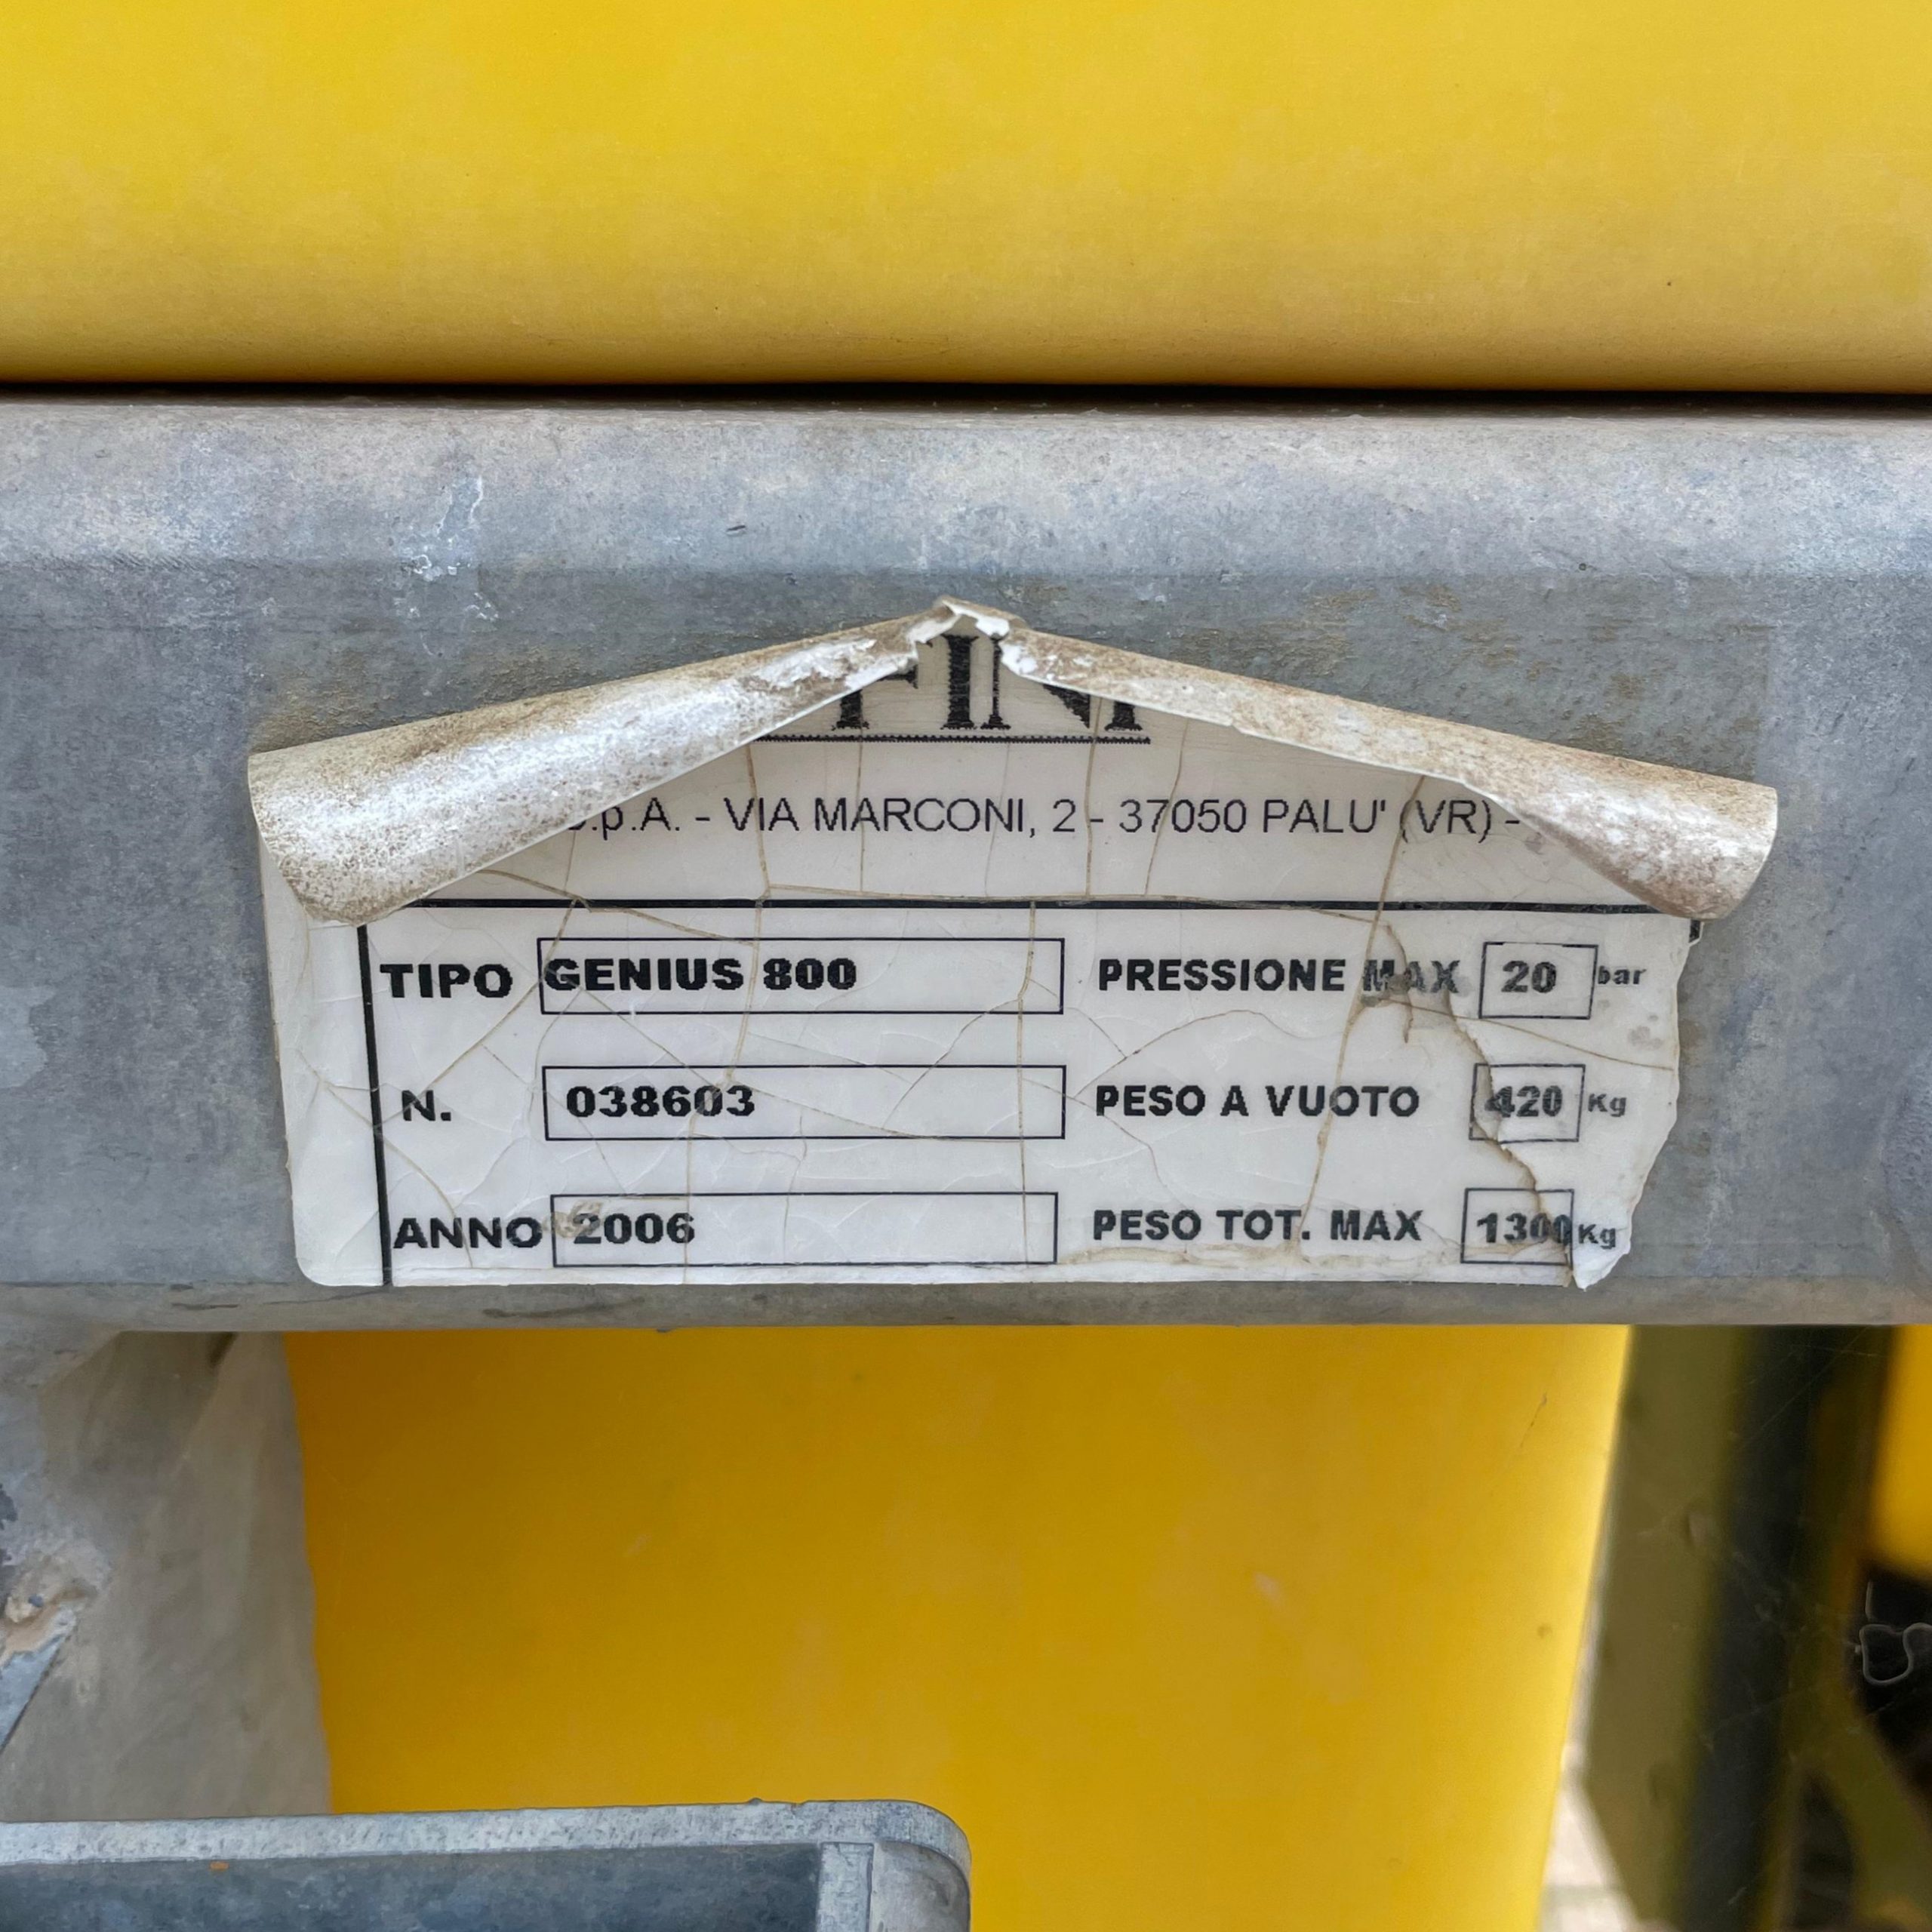 S.p.A. - VIA MARCONI, 2 - 37050 PALU' (VR) -
TIPO GENIUS 800 PRESSIONE MAX 20 bar
N. 038603 PESO A VUOTO 420 Kg
ANNO 2006 PESO TOT. MAX 1300 Kg